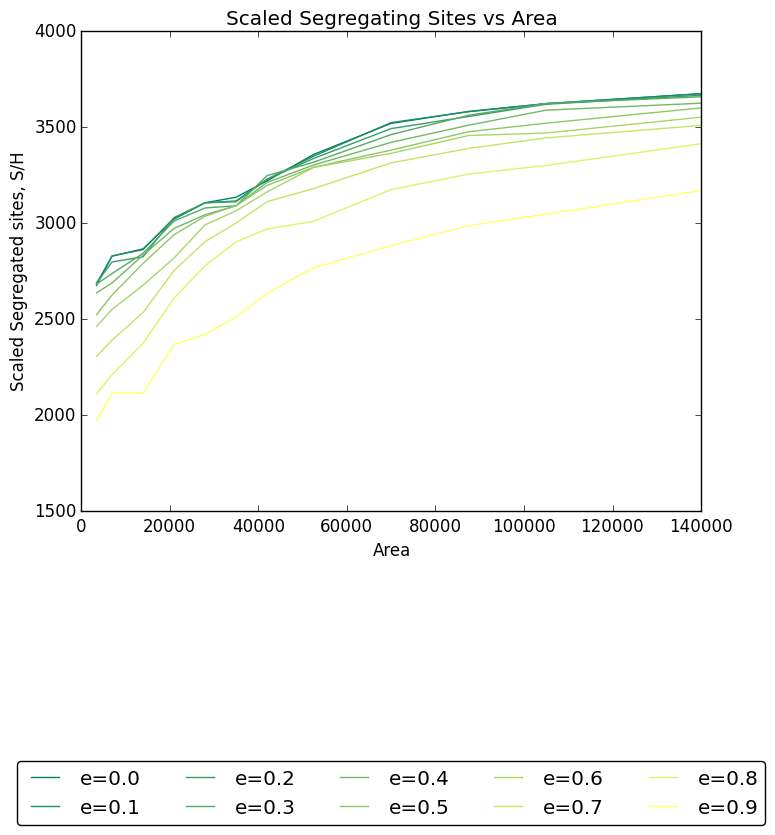 Scaled Segregating Sites vs Area
4000
3500
3000
2500
2000
1500
Scaled Segregated sites, S/H
0 20000 40000 60000 80000 100000 120000 140000
Area
e=0.0 e=0.2 e=0.4 e=0.6 e=0.8
e=0.1 e=0.3 e=0.5 e=0.7 e=0.9